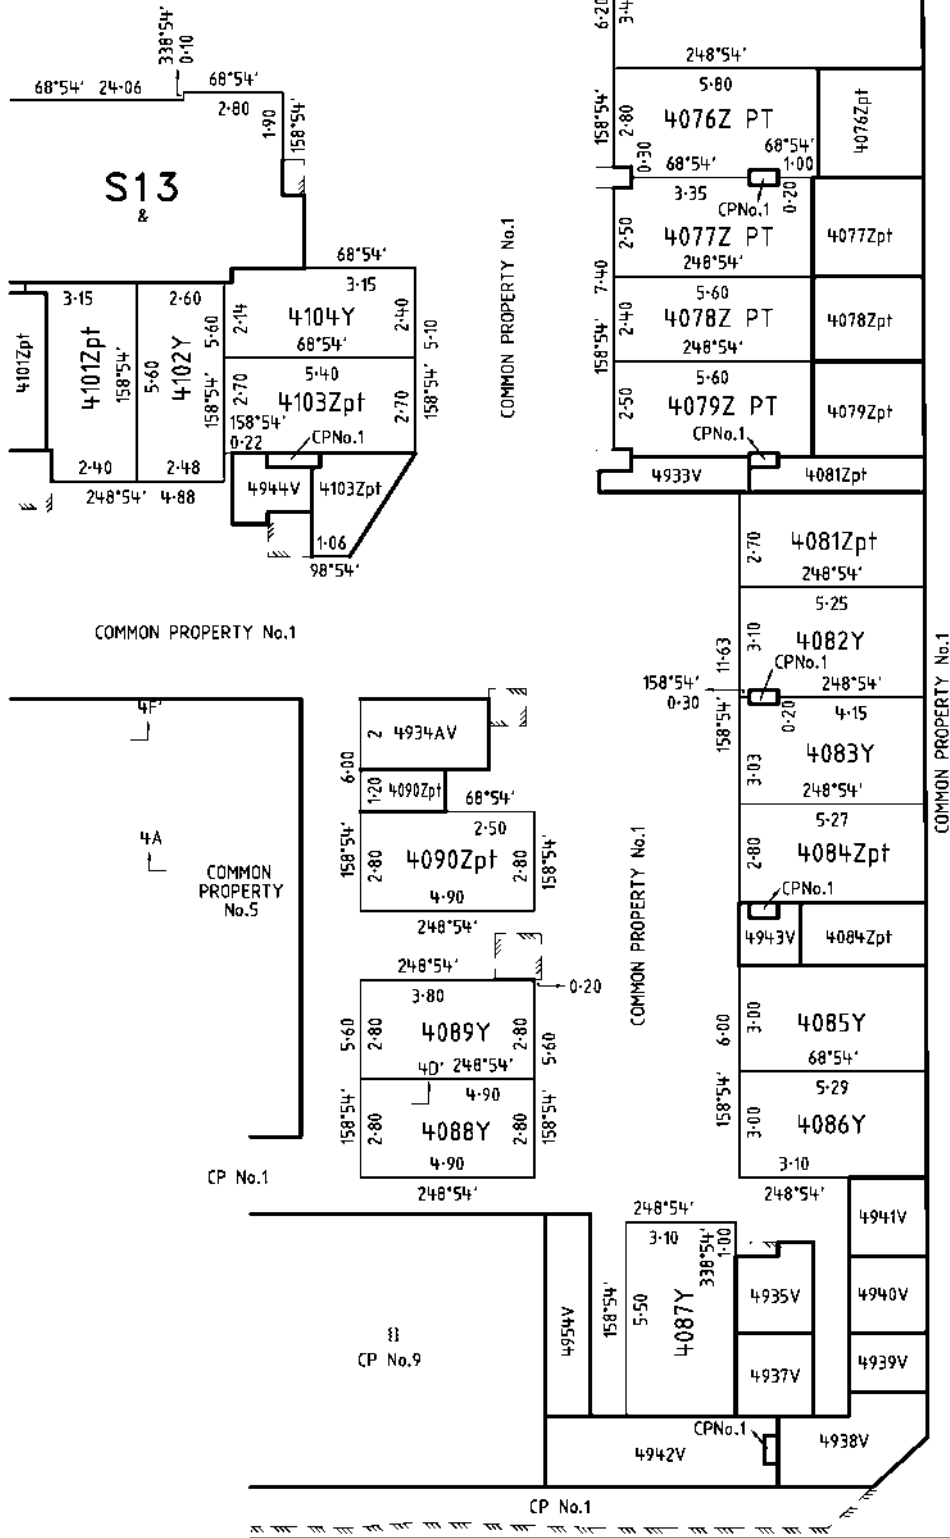 338°54'
0·10
68°54' 24·06
68°54'
2·80
1·90
158°54'
S13
&
6·20
3·4
248°54'
5·80
158°54'
2·80
4076Z PT
4076Zpt
0·30
68°54'
68°54'
1·00
3·35
CPNo.1
0·20
COMMON PROPERTY No.1
2·50
4077Z PT
4077Zpt
248°54'
7·40
5·60
158°54'
2·40
4078Z PT
4078Zpt
248°54'
5·60
2·50
4079Z PT
4079Zpt
CPNo.1
4933V
4081Zpt
68°54'
3·15
2·60
3·15
4101Zpt
4101Zpt
158°54'
5·60
4102Y
158°54'
5·60
2·14
4104Y
2·40
5·10
68°54'
5·40
2·70
4103Zpt
2·70
158°54'
158°54'
0·22
CPNo.1
2·40
2·48
248°54' 4·88
4944V
4103Zpt
1·06
98°54'
2·70
4081Zpt
248°54'
5·25
COMMON PROPERTY No.1
11·63
3·10
4082Y
CPNo.1
158°54'
0·30
248°54'
COMMON PROPERTY No.1
4·15
0·20
158°54'
3·03
4083Y
248°54'
5·27
2·80
4084Zpt
CPNo.1
4943V
4084Zpt
4F'
4A
COMMON
PROPERTY
No.5
2
4934AV
6·00
1·20
4090Zpt
68°54'
2·50
158°54'
2·80
4090Zpt
2·80
158°54'
4·90
248°54'
COMMON PROPERTY No.1
248°54'
0·20
3·80
5·60
2·80
4089Y
2·80
5·60
4D' 248°54'
4·90
158°54'
2·80
4088Y
2·80
158°54'
4·90
248°54'
6·00
3·00
4085Y
68°54'
5·29
158°54'
3·00
4086Y
3·10
248°54'
CP No.1
248°54'
3·10
338°54'
1·00
4941V
4954V
158°54'
5·50
4087Y
4935V
4940V
CP No.9
4937V
4939V
CPNo.1
4942V
4938V
CP No.1